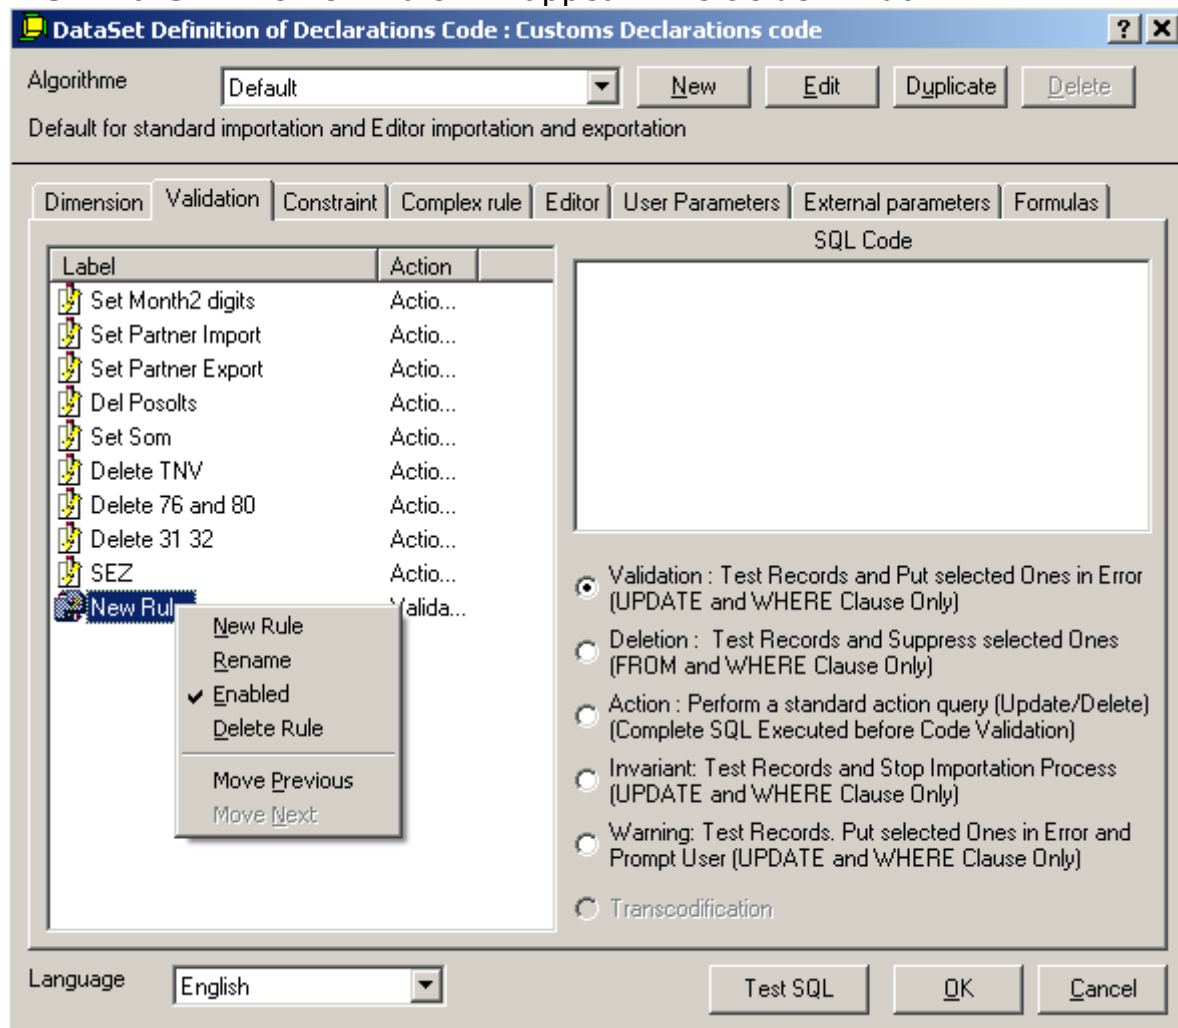 DataSet Definition of Declarations Code : Customs Declarations code
Algorithme Default New Edit Duplicate Delete
Default for standard importation and Editor importation and exportation
Dimension Validation Constraint Complex rule Editor User Parameters External parameters Formulas
SQL Code
Label Action
Set Month2 digits Actio...
Set Partner Import Actio...
Set Partner Export Actio...
Del Posolts Actio...
Set Som Actio...
Delete TNV Actio...
Delete 76 and 80 Actio...
Delete 31 32 Actio...
SEZ Actio...
New Rul Valida...
New Rule
Rename
Enabled
Delete Rule
Move Previous
Move Next
Validation : Test Records and Put selected Ones in Error
(UPDATE and WHERE Clause Only)
Deletion : Test Records and Suppress selected Ones
(FROM and WHERE Clause Only)
Action : Perform a standard action query (Update/Delete)
(Complete SQL Executed before Code Validation)
Invariant: Test Records and Stop Importation Process
(UPDATE and WHERE Clause Only)
Warning: Test Records. Put selected Ones in Error and
Prompt User (UPDATE and WHERE Clause Only)
Transcodification
Language English Test SQL OK Cancel